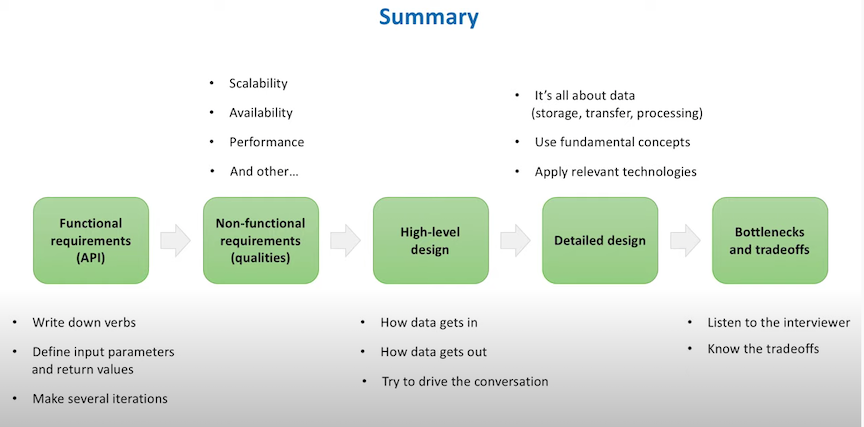 Summary
• Scalability
• Availability
• Performance
• And other...
• It's all about data
(storage, transfer, processing)
• Use fundamental concepts
• Apply relevant technologies
Functional
requirements
(API)
Non-functional
requirements
(qualities)
High-level
design
Detailed design
Bottlenecks
and tradeoffs
• Write down verbs
• Define input parameters
and return values
• Make several iterations
• How data gets in
• How data gets out
• Try to drive the conversation
• Listen to the interviewer
• Know the tradeoffs